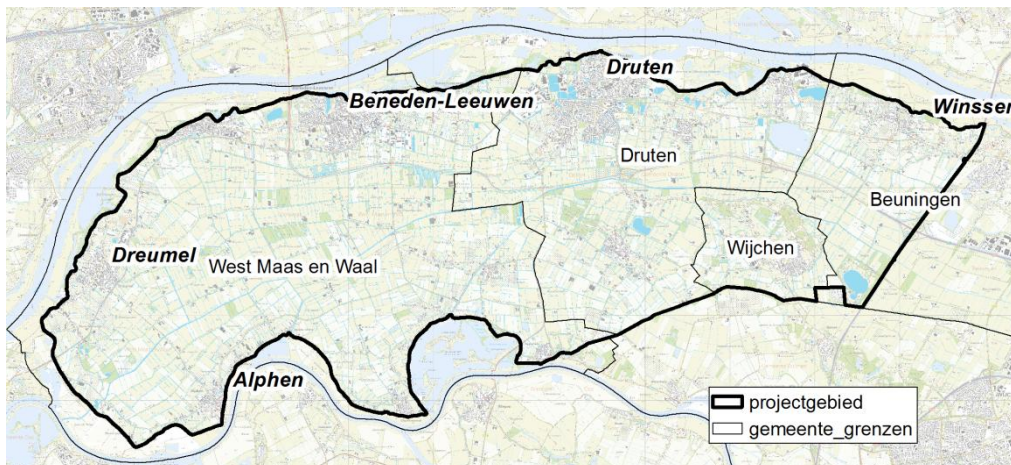 Druten
Beneden-Leeuwen
Winssen
Druten
Beuningen
Dreumel
West Maas en Waal
Wijchen
Alphen
projectgebied
gemeente_grenzen